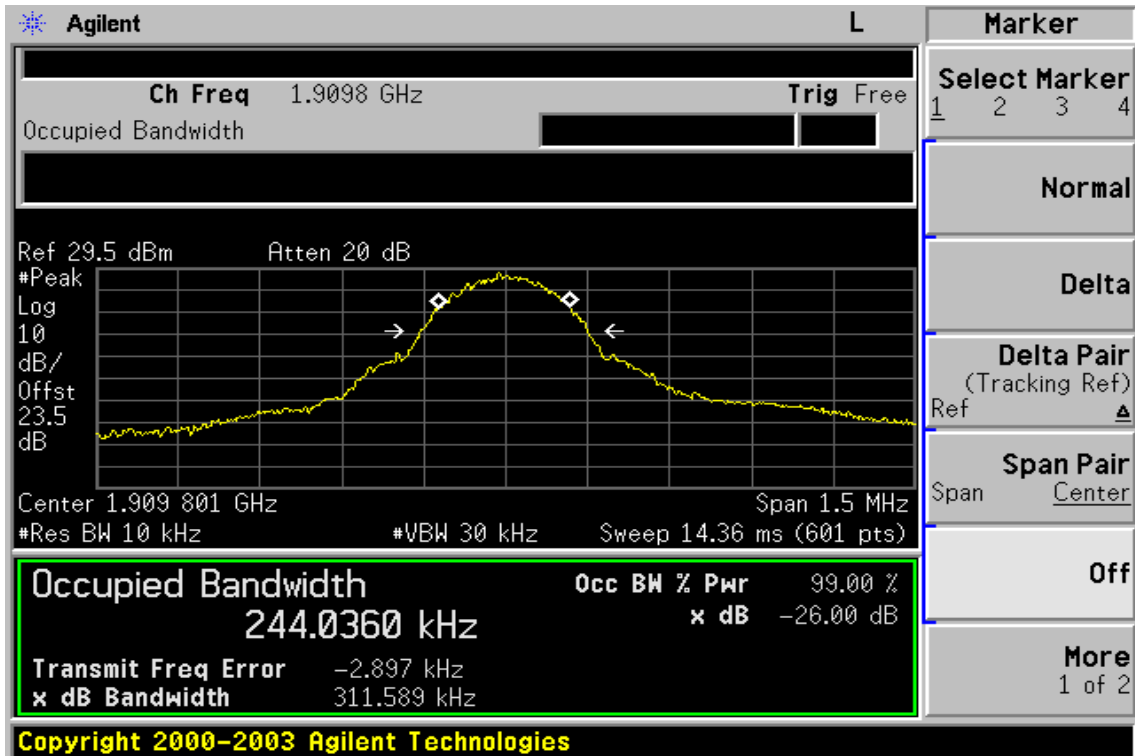 Agilent L Marker
Ch Freq 1.9098 GHz Trig Free
Occupied Bandwidth
Select Marker
1 2 3 4
Normal
Delta
Delta Pair
(Tracking Ref)
Ref Δ
Span Pair
Span Center
Off
More
1 of 2
Ref 29.5 dBm Atten 20 dB
#Peak
Log
10
dB/
Offst
23.5
dB
Center 1.909 801 GHz Span 1.5 MHz
#Res BW 10 kHz #VBW 30 kHz Sweep 14.36 ms (601 pts)
Occupied Bandwidth Occ BW % Pwr 99.00 %
244.0360 kHz x dB -26.00 dB
Transmit Freq Error -2.897 kHz
x dB Bandwidth 311.589 kHz
Copyright 2000-2003 Agilent Technologies